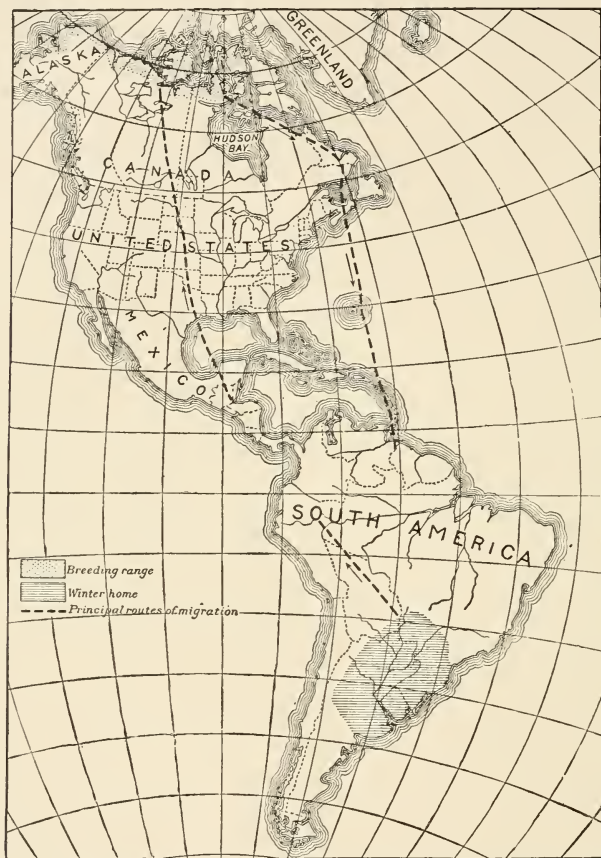 GREENLAND
ALASKA
HUDSON
BAY
CANADA
UNITED STATES
MEXICO
SOUTH AMERICA
Breeding range
Winter home
Principal routes of migration